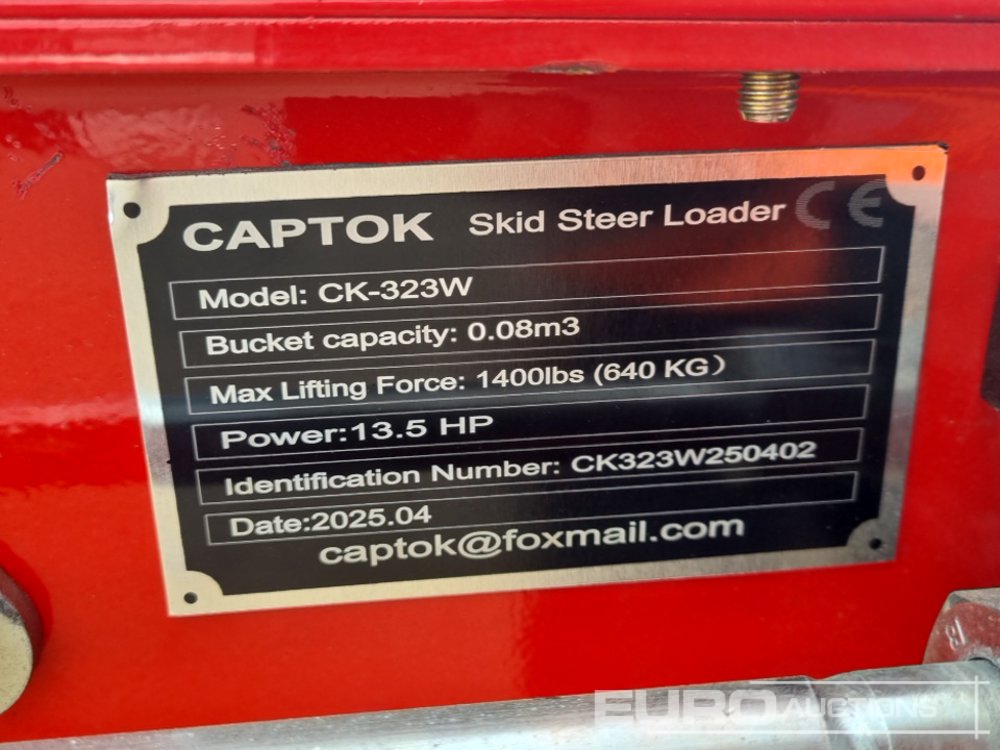 CAPTOK Skid Steer Loader CE
Model: CK-323W
Bucket capacity: 0.08m3
Max Lifting Force: 1400lbs (640 KG）
Power:13.5 HP
Identification Number: CK323W250402
Date:2025.04
captok@foxmail.com
EURO AUCTIONS